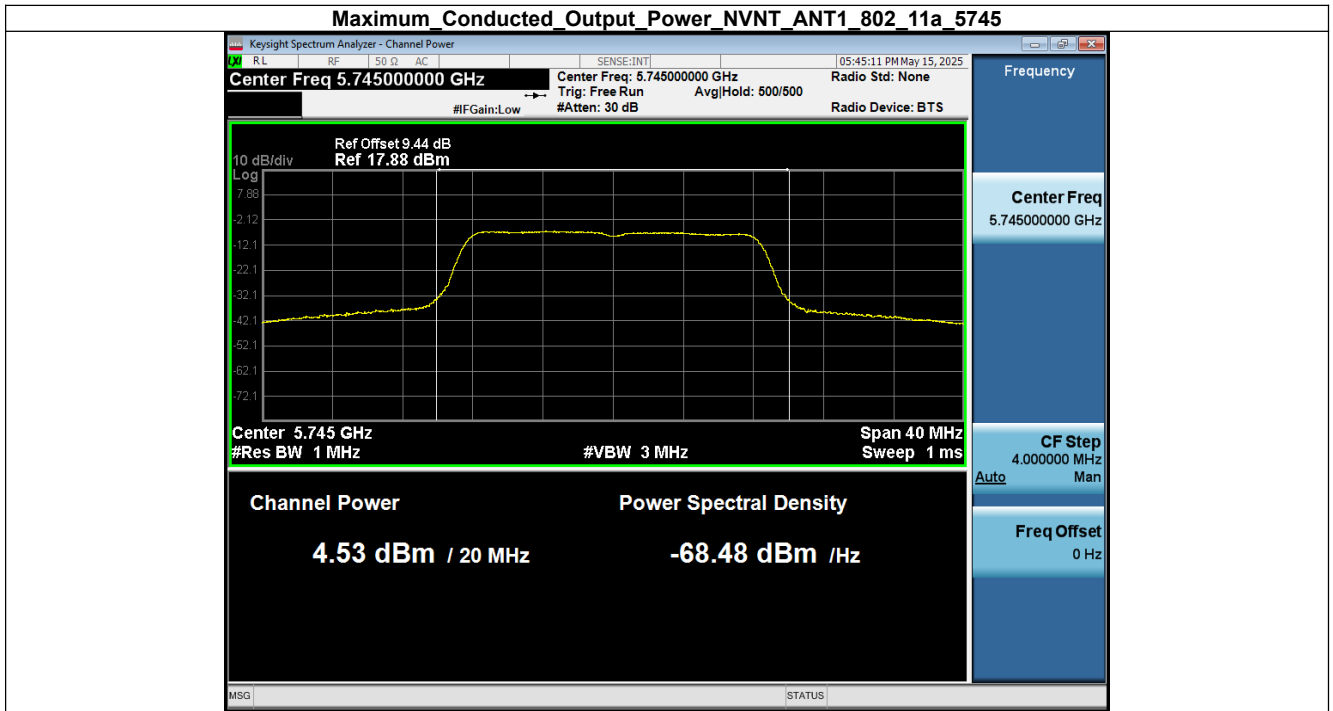 Maximum_Conducted_Output_Power_NVNT_ANT1_802_11a_5745
Keysight Spectrum Analyzer - Channel Power
LXI RL RF 50 Ω AC SENSE:INT 05:45:11 PM May 15, 2025
Center Freq 5.745000000 GHz
#IFGain:Low
Center Freq: 5.745000000 GHz
Trig: Free Run Avg|Hold: 500/500
#Atten: 30 dB
Radio Std: None
Radio Device: BTS
Ref Offset 9.44 dB
10 dB/div Ref 17.88 dBm
Log
7.88
-2.12
-12.1
-22.1
-32.1
-42.1
-52.1
-62.1
-72.1
Center 5.745 GHz Span 40 MHz
#Res BW 1 MHz #VBW 3 MHz Sweep 1 ms
Channel Power Power Spectral Density
4.53 dBm / 20 MHz -68.48 dBm /Hz
Frequency
Center Freq
5.745000000 GHz
CF Step
4.000000 MHz
Auto Man
Freq Offset
0 Hz
MSG STATUS